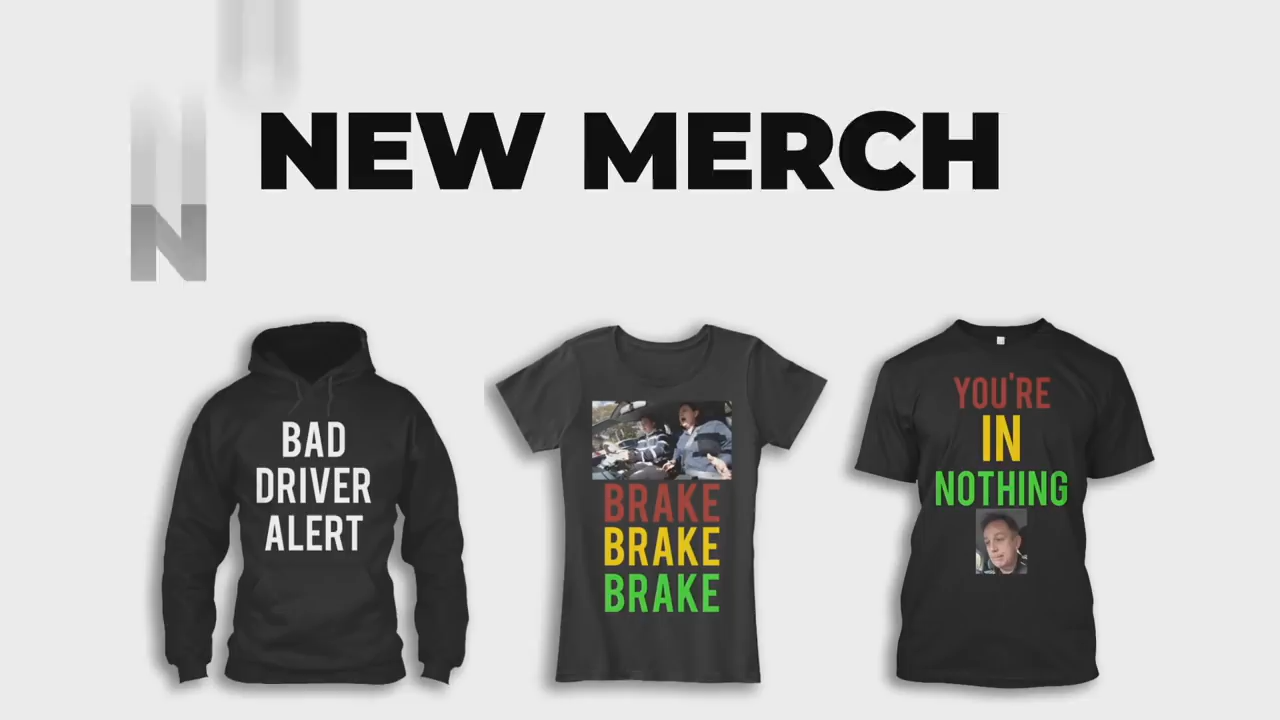 NEW MERCH
N
BAD
DRIVER
ALERT
BRAKE
BRAKE
BRAKE
YOU'RE
IN
NOTHING